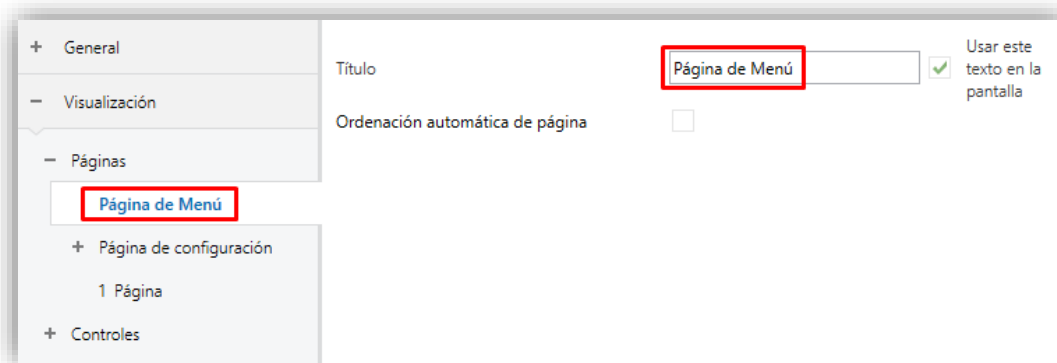 + General
− Visualización
− Páginas
Página de Menú
+ Página de configuración
1 Página
+ Controles
Título
Página de Menú
Usar este
texto en la
pantalla
Ordenación automática de página